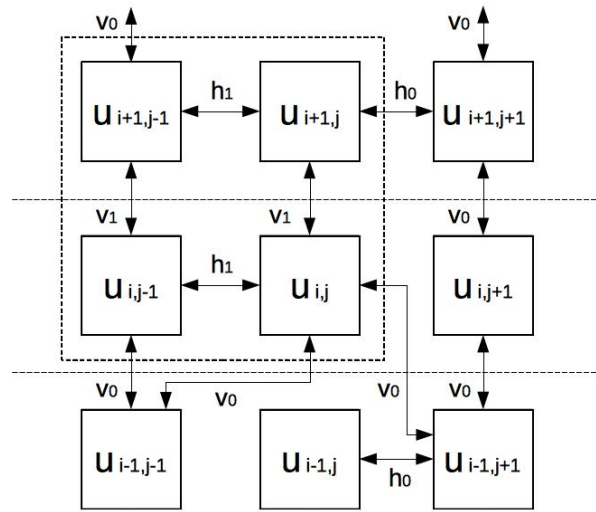 v0 v0
u i+1,j-1 h1 u i+1,j h0 u i+1,j+1
v1 v1 v0
u i,j-1 h1 u i,j u i,j+1
v0 v0 v0 v0
u i-1,j-1 u i-1,j h0 u i-1,j+1